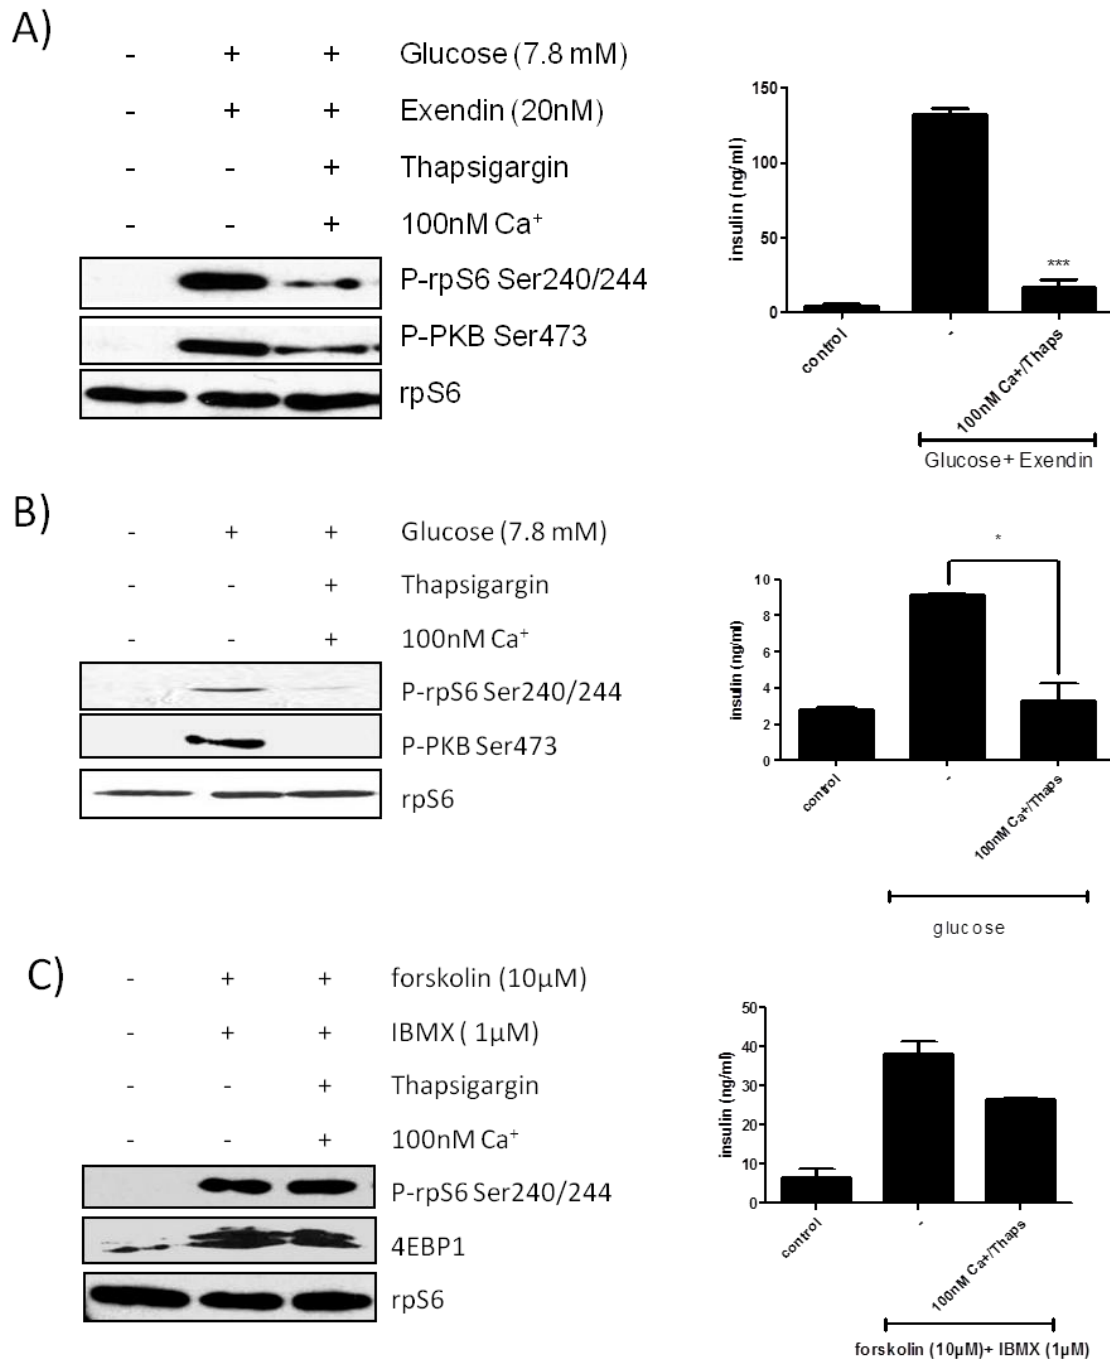 A)
- + + Glucose (7.8 mM)
- + + Exendin (20nM)
- - + Thapsigargin
- - + 100nM Ca⁺
P-rpS6 Ser240/244
P-PKB Ser473
rpS6
insulin (ng/ml)
150
100
50
0
***
control
-
100nM Ca+/Thaps
Glucose+ Exendin
B)
- + + Glucose (7.8 mM)
- - + Thapsigargin
- - + 100nM Ca⁺
P-rpS6 Ser240/244
P-PKB Ser473
rpS6
*
insulin (ng/ml)
10
8
6
4
2
0
control
-
100nM Ca+/Thaps
glucose
C)
- + + forskolin (10µM)
- + + IBMX ( 1µM)
- - + Thapsigargin
- - + 100nM Ca⁺
P-rpS6 Ser240/244
4EBP1
rpS6
insulin (ng/ml)
50
40
30
20
10
0
control
-
100nM Ca+/Thaps
forskolin (10µM)+ IBMX (1µM)